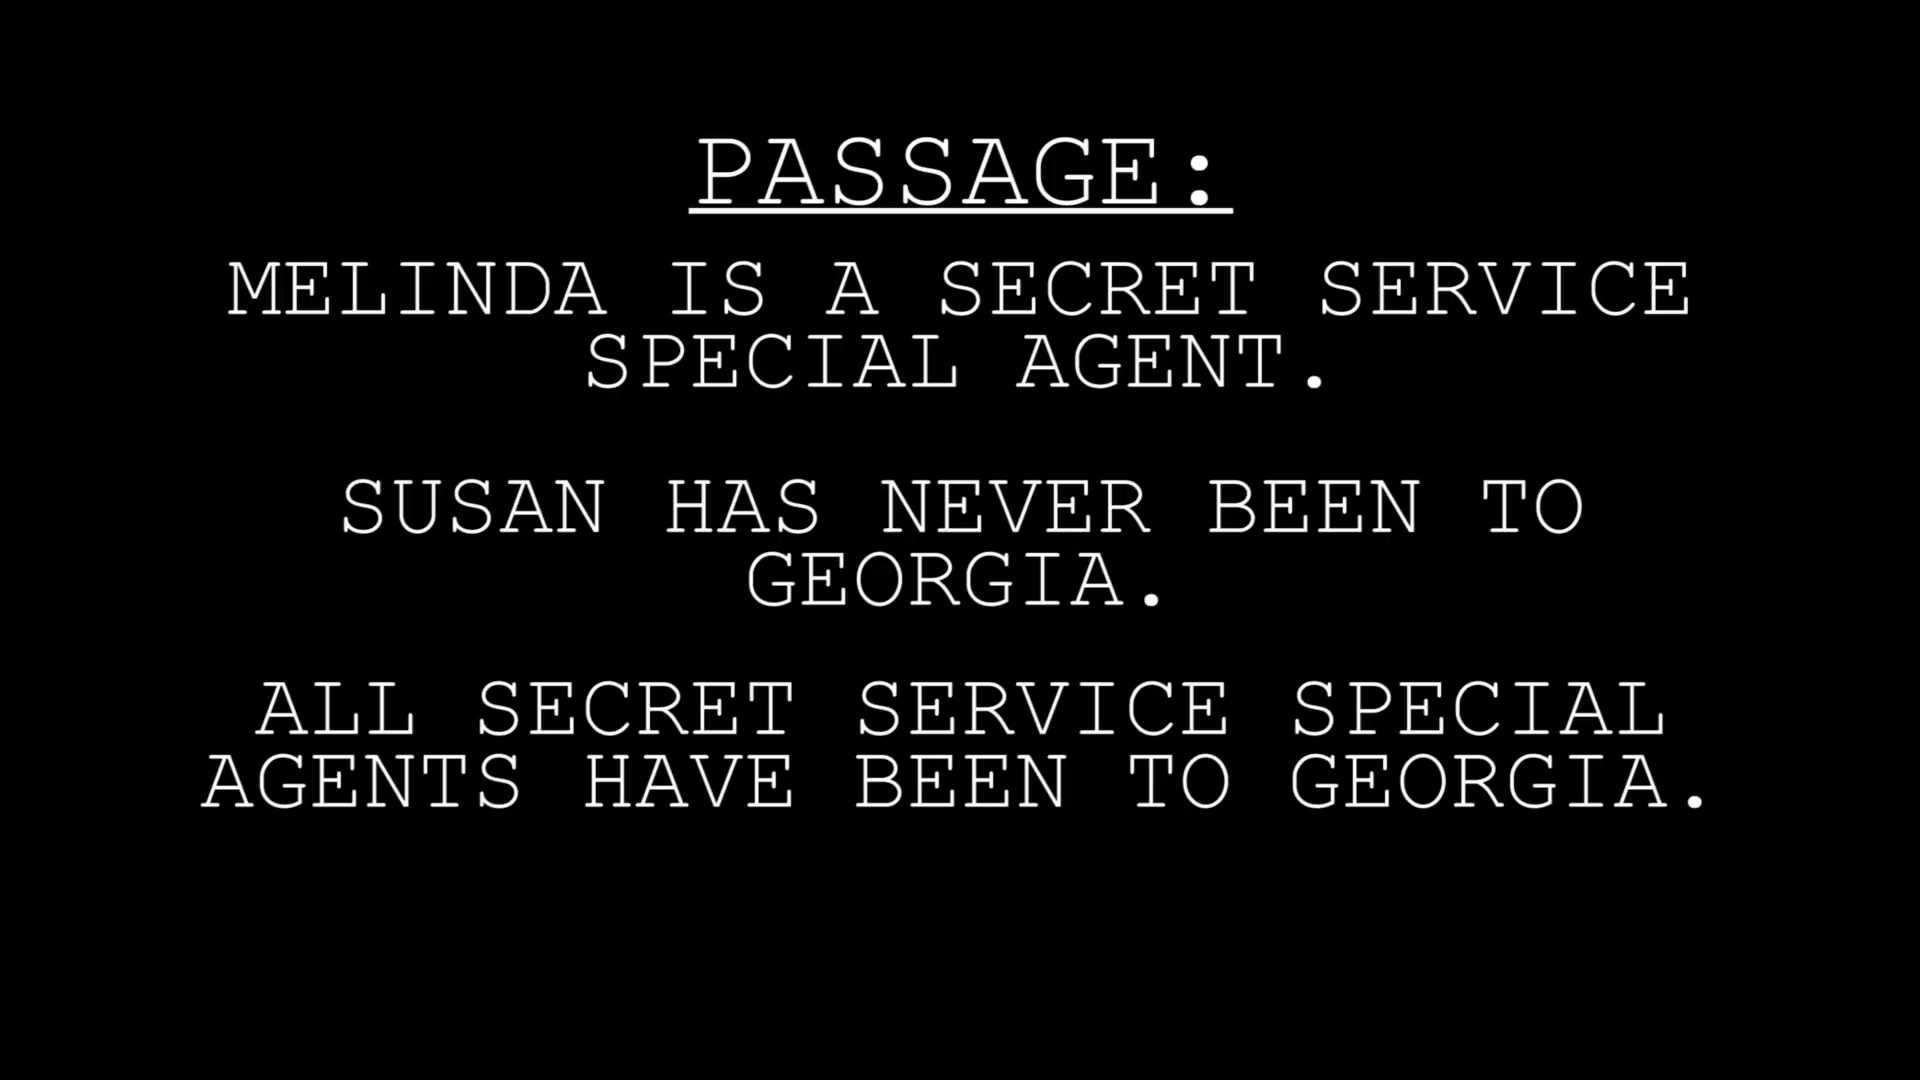 PASSAGE:
MELINDA IS A SECRET SERVICE
SPECIAL AGENT.
SUSAN HAS NEVER BEEN TO
GEORGIA.
ALL SECRET SERVICE SPECIAL
AGENTS HAVE BEEN TO GEORGIA.